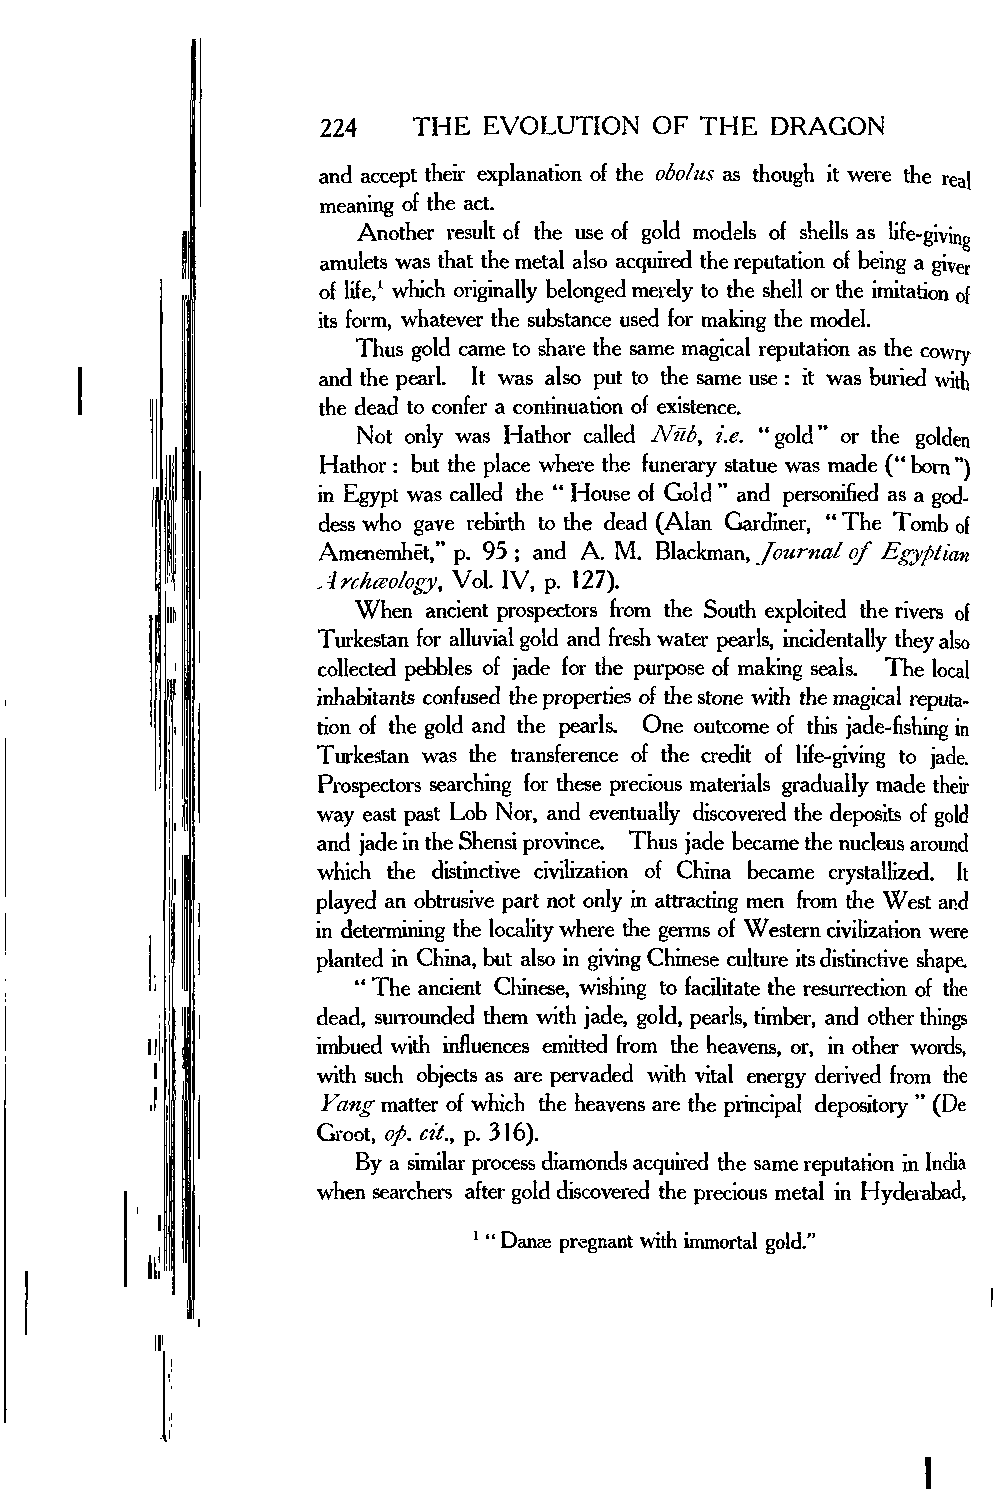 224 THE EVOLUTION OF THE DRAGON
and accept their explanation of the obolus as though it were the real
meaning of the act.
Another result of the use of gold models of shells as life-giving
amulets was that the metal also acquired the reputation of being a giver
of life,¹ which originally belonged merely to the shell or the imitation of
its form, whatever the substance used for making the model.
Thus gold came to share the same magical reputation as the cowry
and the pearl. It was also put to the same use : it was buried with
the dead to confer a continuation of existence.
Not only was Hathor called Nūb, i.e. “gold” or the golden
Hathor : but the place where the funerary statue was made (“born”)
in Egypt was called the “House of Gold” and personified as a god-
dess who gave rebirth to the dead (Alan Gardiner, “The Tomb of
Amenemhēt,” p. 95 ; and A. M. Blackman, Journal of Egyptian
Archæology, Vol. IV, p. 127).
When ancient prospectors from the South exploited the rivers of
Turkestan for alluvial gold and fresh water pearls, incidentally they also
collected pebbles of jade for the purpose of making seals. The local
inhabitants confused the properties of the stone with the magical reputa-
tion of the gold and the pearls. One outcome of this jade-fishing in
Turkestan was the transference of the credit of life-giving to jade.
Prospectors searching for these precious materials gradually made their
way east past Lob Nor, and eventually discovered the deposits of gold
and jade in the Shensi province. Thus jade became the nucleus around
which the distinctive civilization of China became crystallized. It
played an obtrusive part not only in attracting men from the West and
in determining the locality where the germs of Western civilization were
planted in China, but also in giving Chinese culture its distinctive shape.
“The ancient Chinese, wishing to facilitate the resurrection of the
dead, surrounded them with jade, gold, pearls, timber, and other things
imbued with influences emitted from the heavens, or, in other words,
with such objects as are pervaded with vital energy derived from the
Yang matter of which the heavens are the principal depository” (De
Groot, op. cit., p. 316).
By a similar process diamonds acquired the same reputation in India
when searchers after gold discovered the precious metal in Hyderabad,
¹ “Danæ pregnant with immortal gold.”